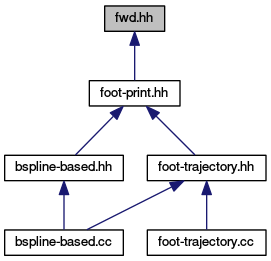 fwd.hh
foot-print.hh
bspline-based.hh
foot-trajectory.hh
bspline-based.cc
foot-trajectory.cc